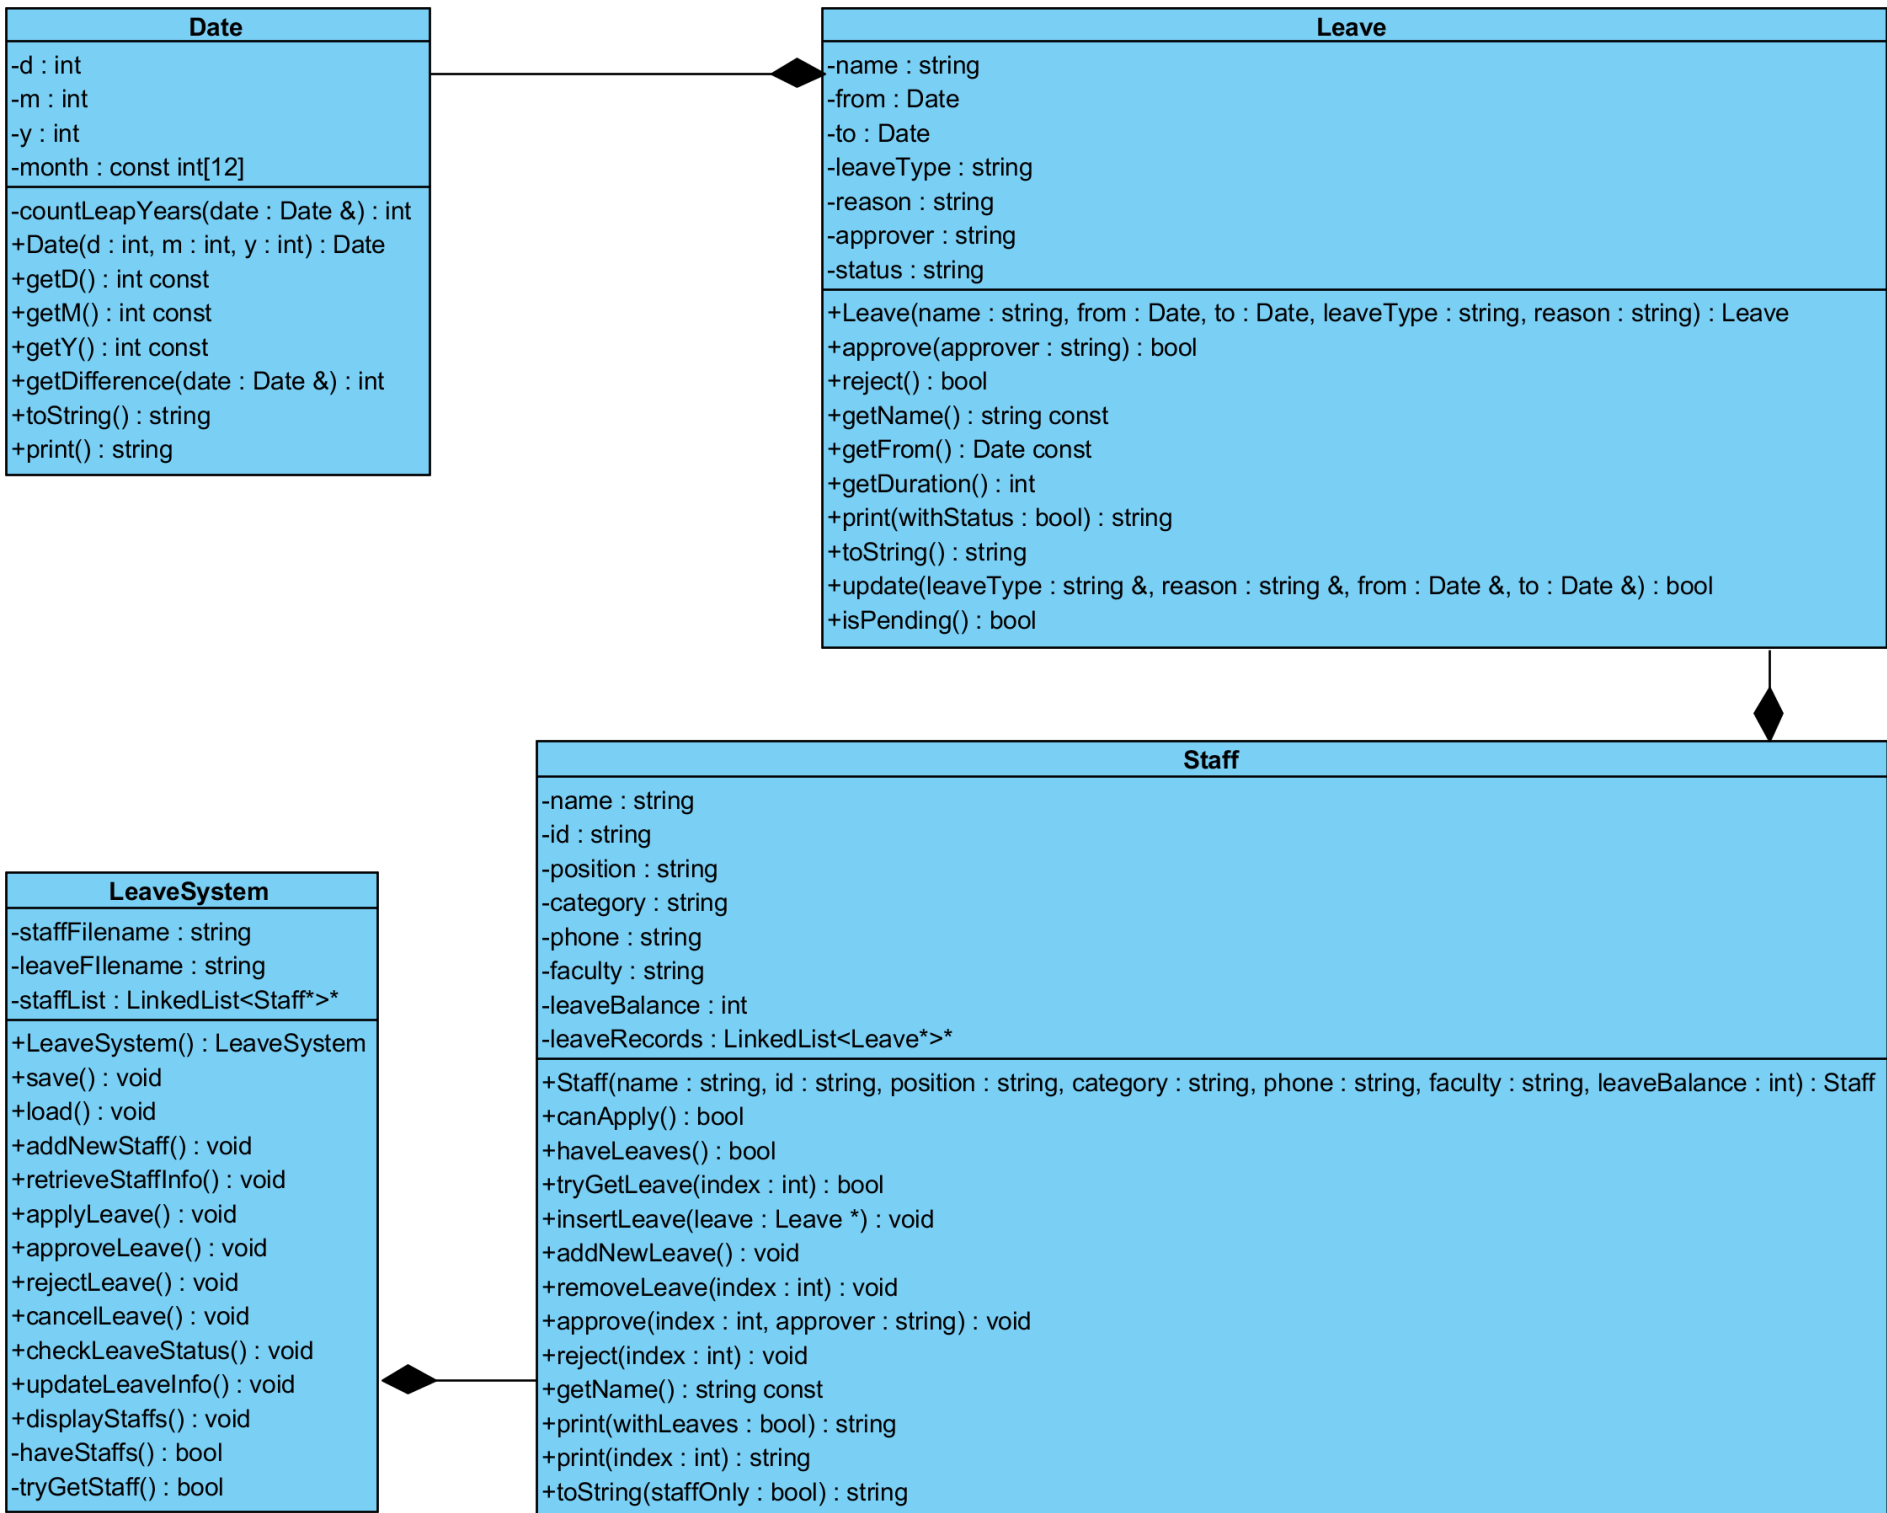 Date
-d : int
-m : int
-y : int
-month : const int[12]
-countLeapYears(date : Date &) : int
+Date(d : int, m : int, y : int) : Date
+getD() : int const
+getM() : int const
+getY() : int const
+getDifference(date : Date &) : int
+toString() : string
+print() : string
Leave
-name : string
-from : Date
-to : Date
-leaveType : string
-reason : string
-approver : string
-status : string
+Leave(name : string, from : Date, to : Date, leaveType : string, reason : string) : Leave
+approve(approver : string) : bool
+reject() : bool
+getName() : string const
+getFrom() : Date const
+getDuration() : int
+print(withStatus : bool) : string
+toString() : string
+update(leaveType : string &, reason : string &, from : Date &, to : Date &) : bool
+isPending() : bool
Staff
-name : string
-id : string
-position : string
-category : string
-phone : string
-faculty : string
-leaveBalance : int
-leaveRecords : LinkedList<Leave*>*
+Staff(name : string, id : string, position : string, category : string, phone : string, faculty : string, leaveBalance : int) : Staff
+canApply() : bool
+haveLeaves() : bool
+tryGetLeave(index : int) : bool
+insertLeave(leave : Leave *) : void
+addNewLeave() : void
+removeLeave(index : int) : void
+approve(index : int, approver : string) : void
+reject(index : int) : void
+getName() : string const
+print(withLeaves : bool) : string
+print(index : int) : string
+toString(staffOnly : bool) : string
LeaveSystem
-staffFilename : string
-leaveFIlename : string
-staffList : LinkedList<Staff*>*
+LeaveSystem() : LeaveSystem
+save() : void
+load() : void
+addNewStaff() : void
+retrieveStaffInfo() : void
+applyLeave() : void
+approveLeave() : void
+rejectLeave() : void
+cancelLeave() : void
+checkLeaveStatus() : void
+updateLeaveInfo() : void
+displayStaffs() : void
-haveStaffs() : bool
-tryGetStaff() : bool